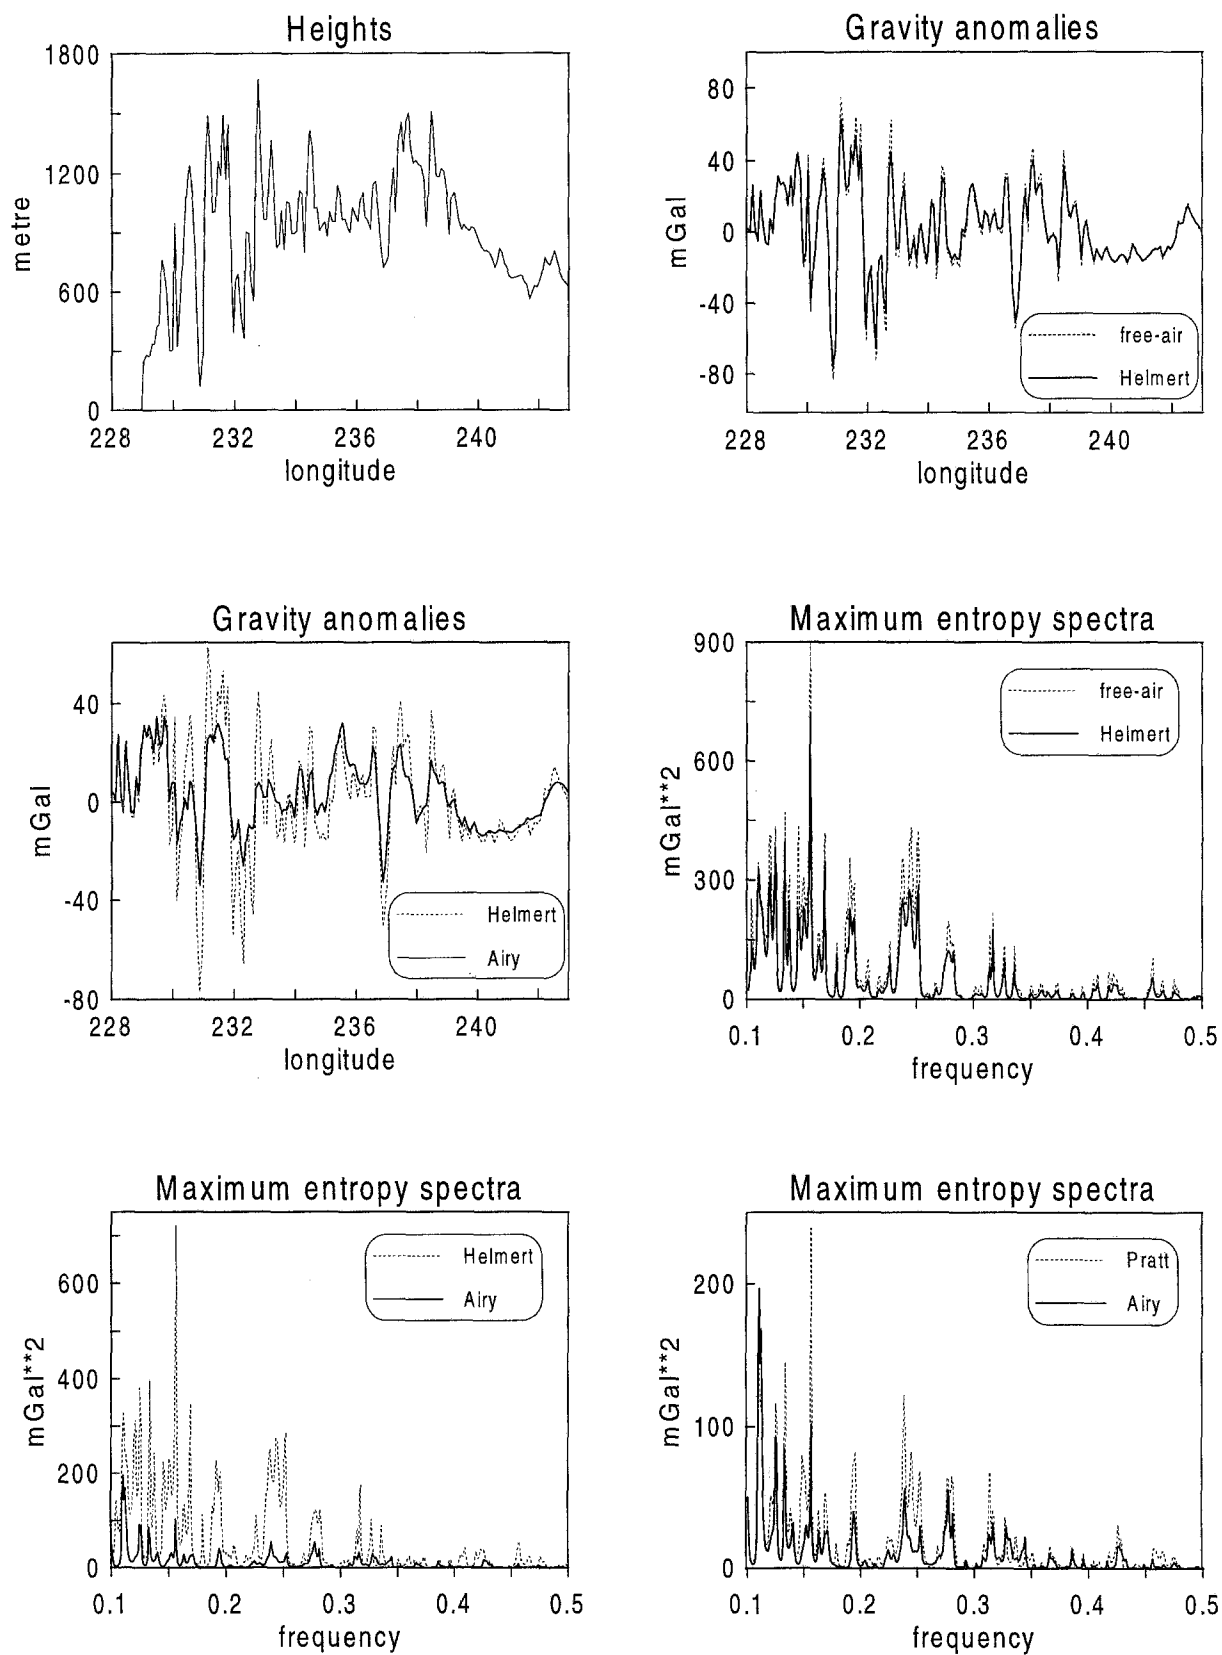 Heights
1800
1200
600
0
metre
228
232
236
240
longitude
Gravity anomalies
80
40
0
-40
-80
mGal
free-air
Helmert
228
232
236
240
longitude
Gravity anomalies
40
0
-40
-80
mGal
Helmert
Airy
228
232
236
240
longitude
Maximum entropy spectra
900
600
300
0
mGal**2
free-air
Helmert
0.1
0.2
0.3
0.4
0.5
frequency
Maximum entropy spectra
600
400
200
0
mGal**2
Helmert
Airy
0.1
0.2
0.3
0.4
0.5
frequency
Maximum entropy spectra
200
100
0
mGal**2
Pratt
Airy
0.1
0.2
0.3
0.4
0.5
frequency